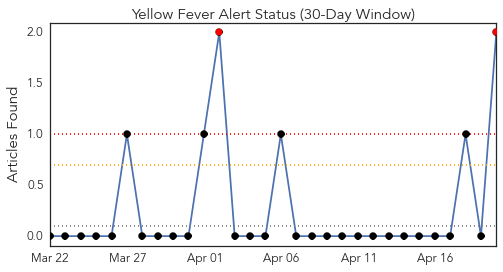 Yellow Fever Alert Status (30-Day Window)
Articles Found
2.0
1.5
1.0
0.5
0.0
Mar 22 Mar 27 Apr 01 Apr 06 Apr 11 Apr 16